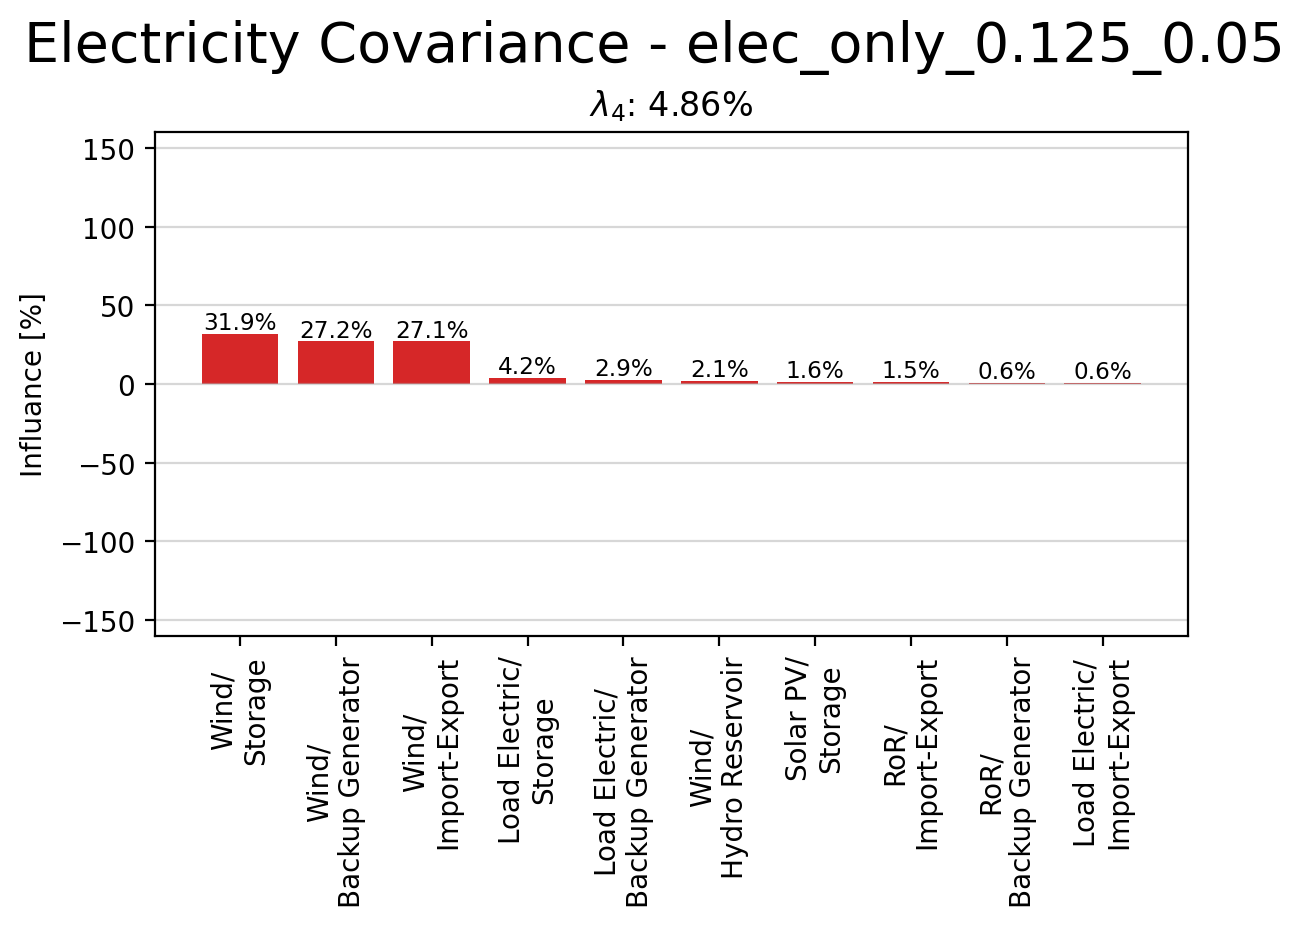 Electricity Covariance - elec_only_0.125_0.05
λ4: 4.86%
Influance [%]
150
100
50
0
−50
−100
−150
31.9%
27.2%
27.1%
4.2%
2.9%
2.1%
1.6%
1.5%
0.6%
0.6%
Wind/
Storage
Wind/
Backup Generator
Wind/
Import-Export
Load Electric/
Storage
Load Electric/
Backup Generator
Wind/
Hydro Reservoir
Solar PV/
Storage
RoR/
Import-Export
RoR/
Backup Generator
Load Electric/
Import-Export